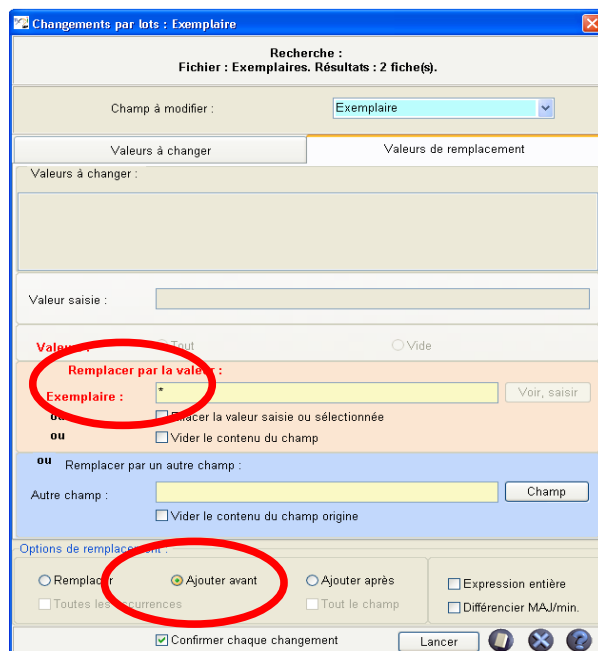 Changements par lots : Exemplaire
Recherche :
Fichier : Exemplaires. Résultats : 2 fiche(s).
Champ à modifier :
Exemplaire
Valeurs à changer
Valeurs de remplacement
Valeurs à changer :
Valeur saisie :
Valeurs :
Tout
Vide
Remplacer par la valeur :
Exemplaire :
*
Voir, saisir
ou
Effacer la valeur saisie ou sélectionnée
ou
Vider le contenu du champ
ou
Remplacer par un autre champ :
Autre champ :
Champ
Vider le contenu du champ origine
Options de remplacement :
Remplacer
Ajouter avant
Ajouter après
Expression entière
Toutes les occurrences
Tout le champ
Différencier MAJ/min.
Confirmer chaque changement
Lancer